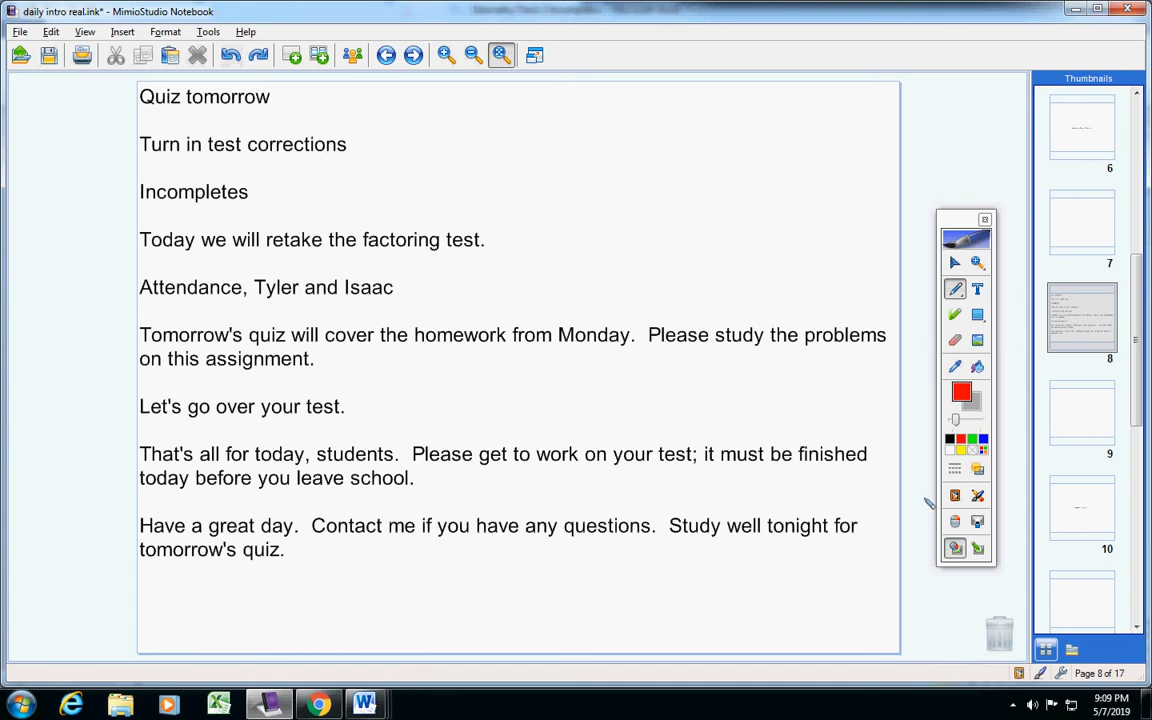 daily intro real.ink* - MimioStudio Notebook
File Edit View Insert Format Tools Help
Quiz tomorrow
Turn in test corrections
Incompletes
Today we will retake the factoring test.
Attendance, Tyler and Isaac
Tomorrow's quiz will cover the homework from Monday.  Please study the problems
on this assignment.
Let's go over your test.
That's all for today, students.  Please get to work on your test; it must be finished
today before you leave school.
Have a great day.  Contact me if you have any questions.  Study well tonight for
tomorrow's quiz.
Thumbnails
6
7
8
9
10
Page 8 of 17
9:09 PM
5/7/2019